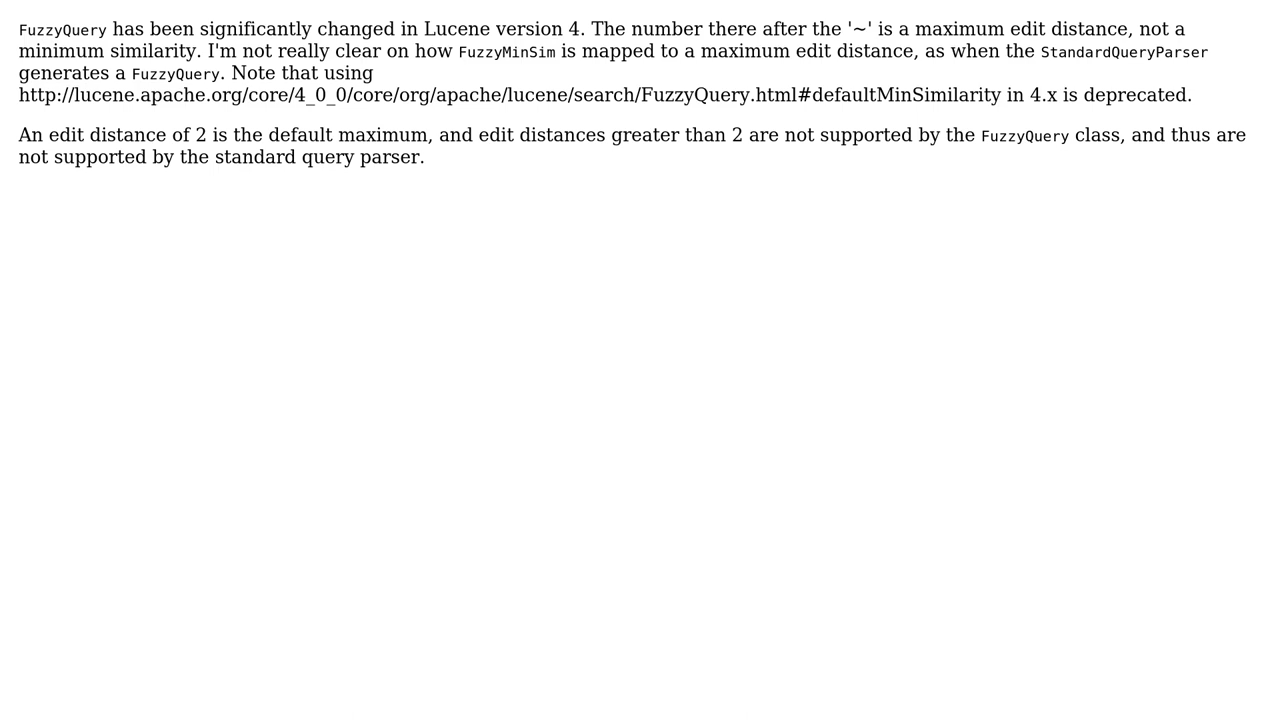 FuzzyQuery has been significantly changed in Lucene version 4. The number there after the '~' is a maximum edit distance, not a
minimum similarity. I'm not really clear on how FuzzyMinSim is mapped to a maximum edit distance, as when the StandardQueryParser
generates a FuzzyQuery. Note that using
http://lucene.apache.org/core/4_0_0/core/org/apache/lucene/search/FuzzyQuery.html#defaultMinSimilarity in 4.x is deprecated.
An edit distance of 2 is the default maximum, and edit distances greater than 2 are not supported by the FuzzyQuery class, and thus are
not supported by the standard query parser.